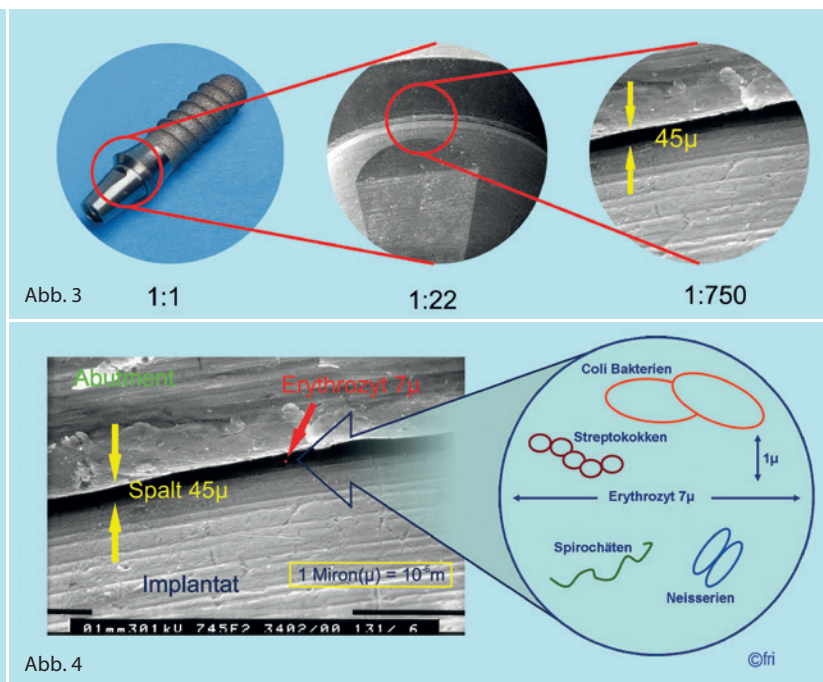 45µ
Abb. 3
1:1
1:22
1:750
Abutment
Erythrozyt 7µ
Spalt 45µ
Implantat
1 Miron(µ) = 10⁻⁶m
01mm301kU 745E2 3402/00 131/ 6
Coli Bakterien
Streptokokken
1µ
Erythrozyt 7µ
Spirochäten
Neisserien
Abb. 4
©fri